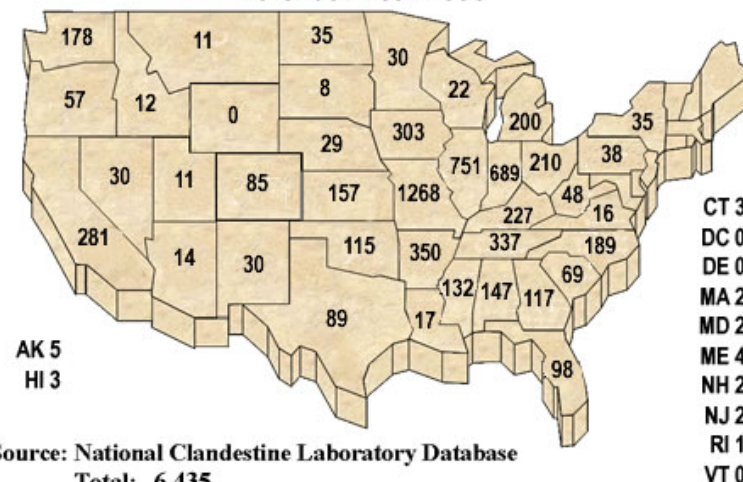 178
11
35
30
57
12
8
22
0
200
35
303
29
38
30
11
85
157
1268
751
689
210
48
16
227
281
14
30
115
350
337
189
69
132
147
117
89
17
98
CT 3
DC 0
DE 0
MA 2
MD 2
ME 4
NH 2
NJ 2
RI 1
VT 0
AK 5
HI 3
Source: National Clandestine Laboratory Database
Total: 6,435